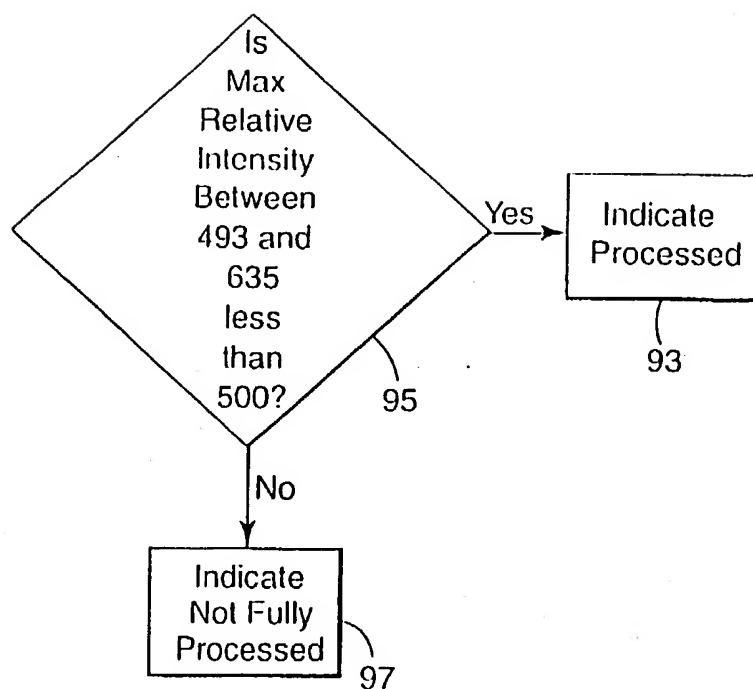 Is
Max
Relative
Intensity
Between
493 and
635
less
than
500?
Yes
Indicate
Processed
93
95
No
Indicate
Not Fully
Processed
97